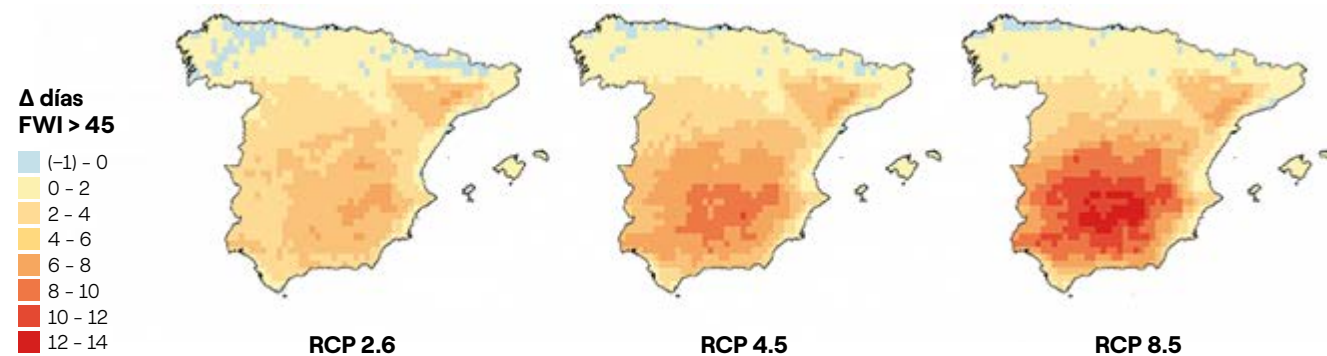 Δ días
FWI > 45
(−1) – 0
0 – 2
2 – 4
4 – 6
6 – 8
8 – 10
10 – 12
12 – 14
RCP 2.6
RCP 4.5
RCP 8.5